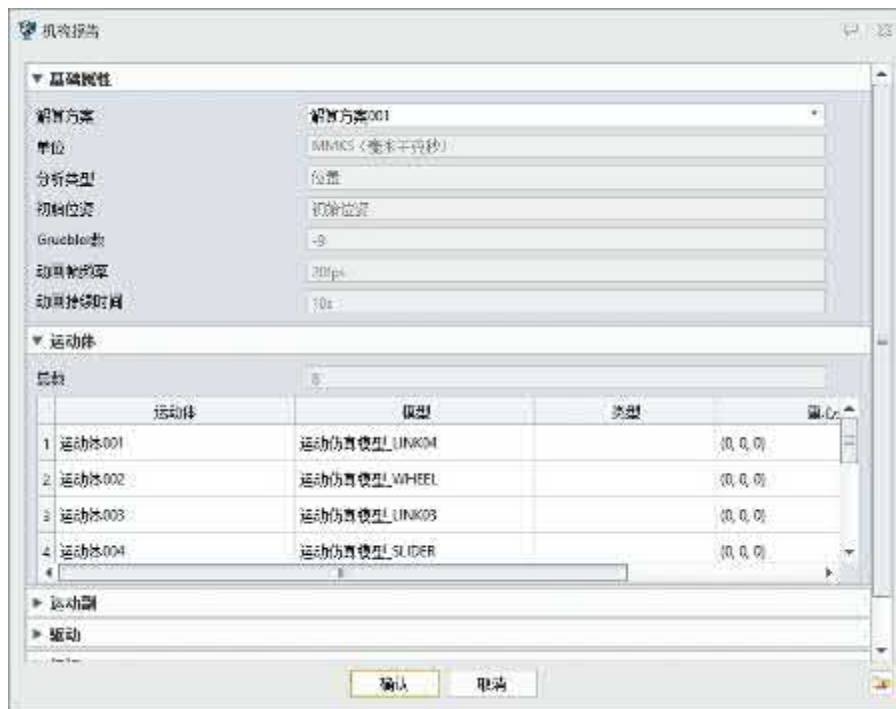 机构报告
基础属性
解算方案 解算方案001
单位 MMKS（毫米千克秒）
分析类型 位置
初始位姿 初始位姿
Gruebler数 -9
动画帧频率 20fps
动画持续时间 10s
运动体
总数 8
运动体 模型 类型 重心
1 运动体001 运动仿真模型_LINK04 (0, 0, 0)
2 运动体002 运动仿真模型_WHEEL (0, 0, 0)
3 运动体003 运动仿真模型_LINK03 (0, 0, 0)
4 运动体004 运动仿真模型_SLIDER (0, 0, 0)
运动副
驱动
确认 取消